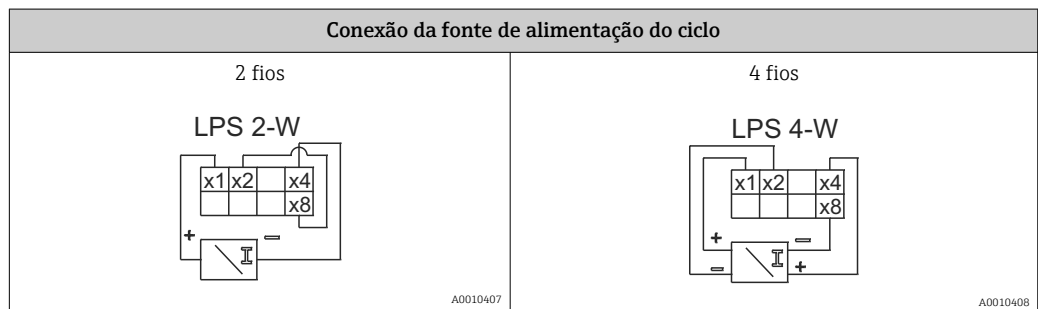 Conexão da fonte de alimentação do ciclo
2 fios
LPS 2-W
x1 x2 x4
x8
+ −
I
A0010407
4 fios
LPS 4-W
x1 x2 x4
x8
+ −
− I +
A0010408